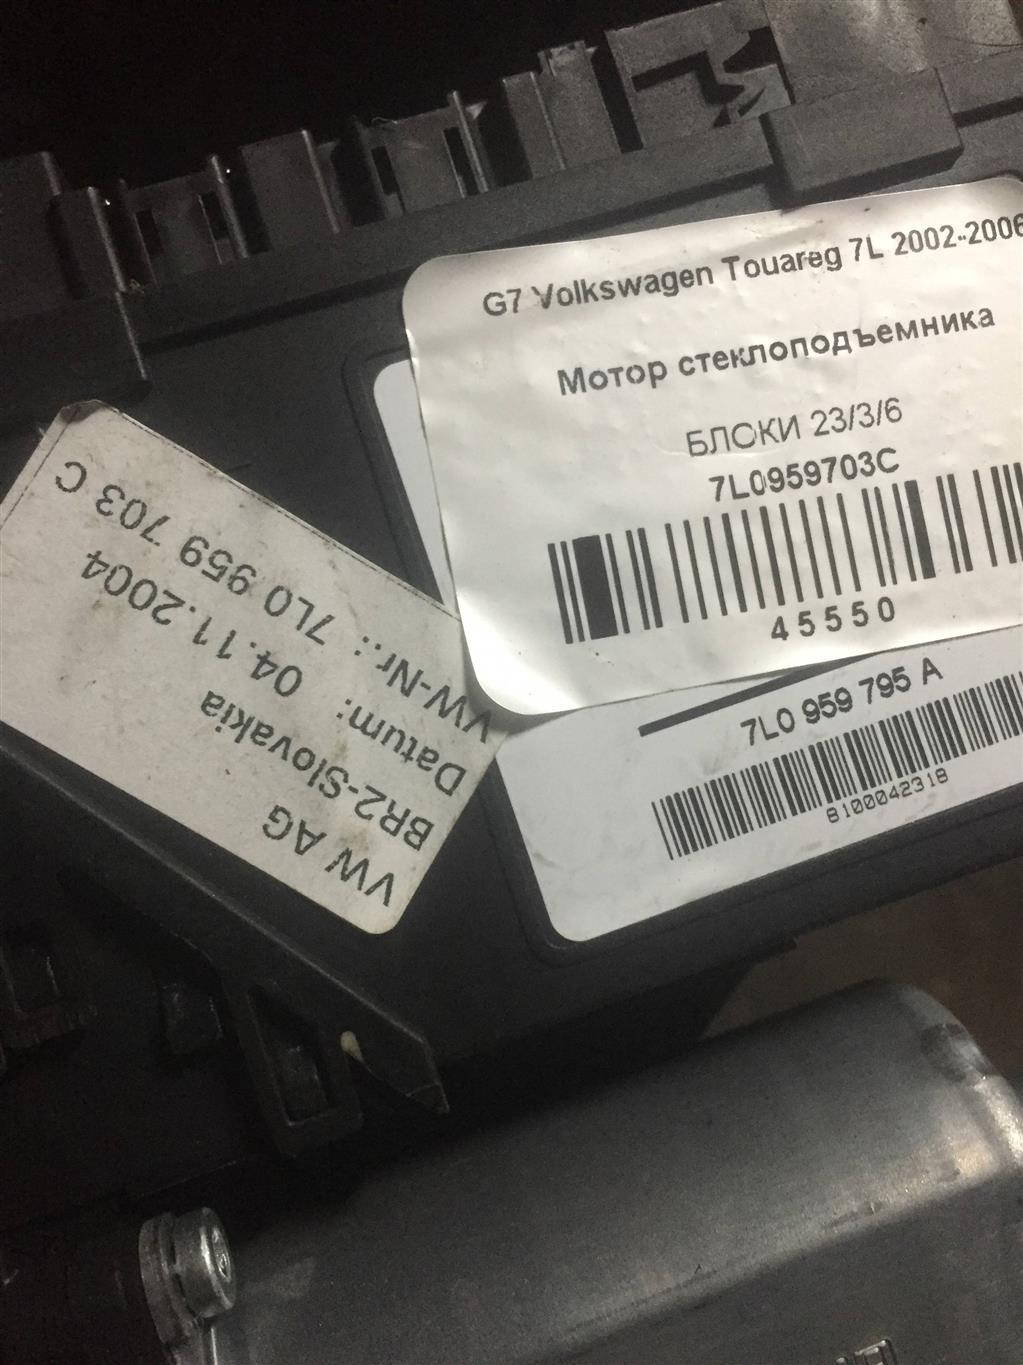 G7 Volkswagen Touareg 7L 2002-2006
Мотор стеклоподъемника
БЛОКИ 23/3/6
7L0959703C
45550
7L0 959 795 A
8100042318
VW AG
BR2-Slovakia
Datum: 04.11.2004
VW-Nr.: 7L0 959 703 C